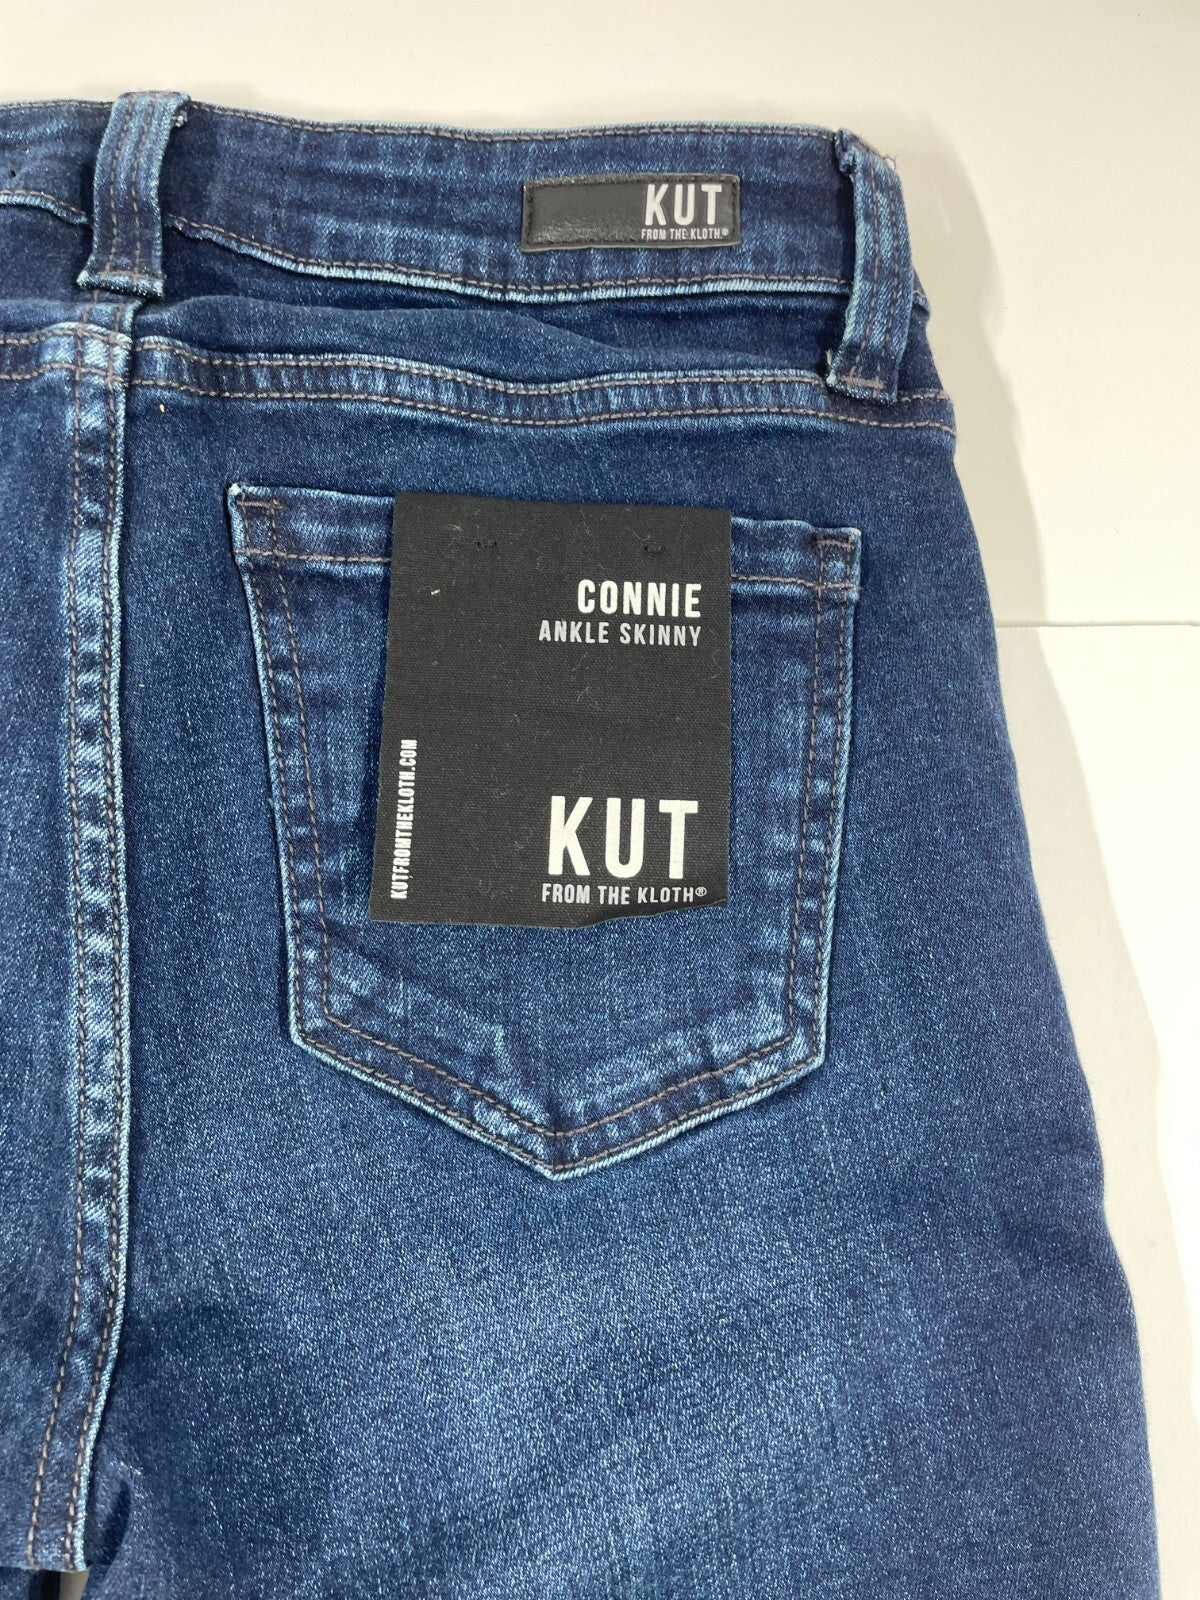 KUT
FROM THE KLOTH®
CONNIE
ANKLE SKINNY
KUTFROMTHEKLOTH.COM
KUT
FROM THE KLOTH®